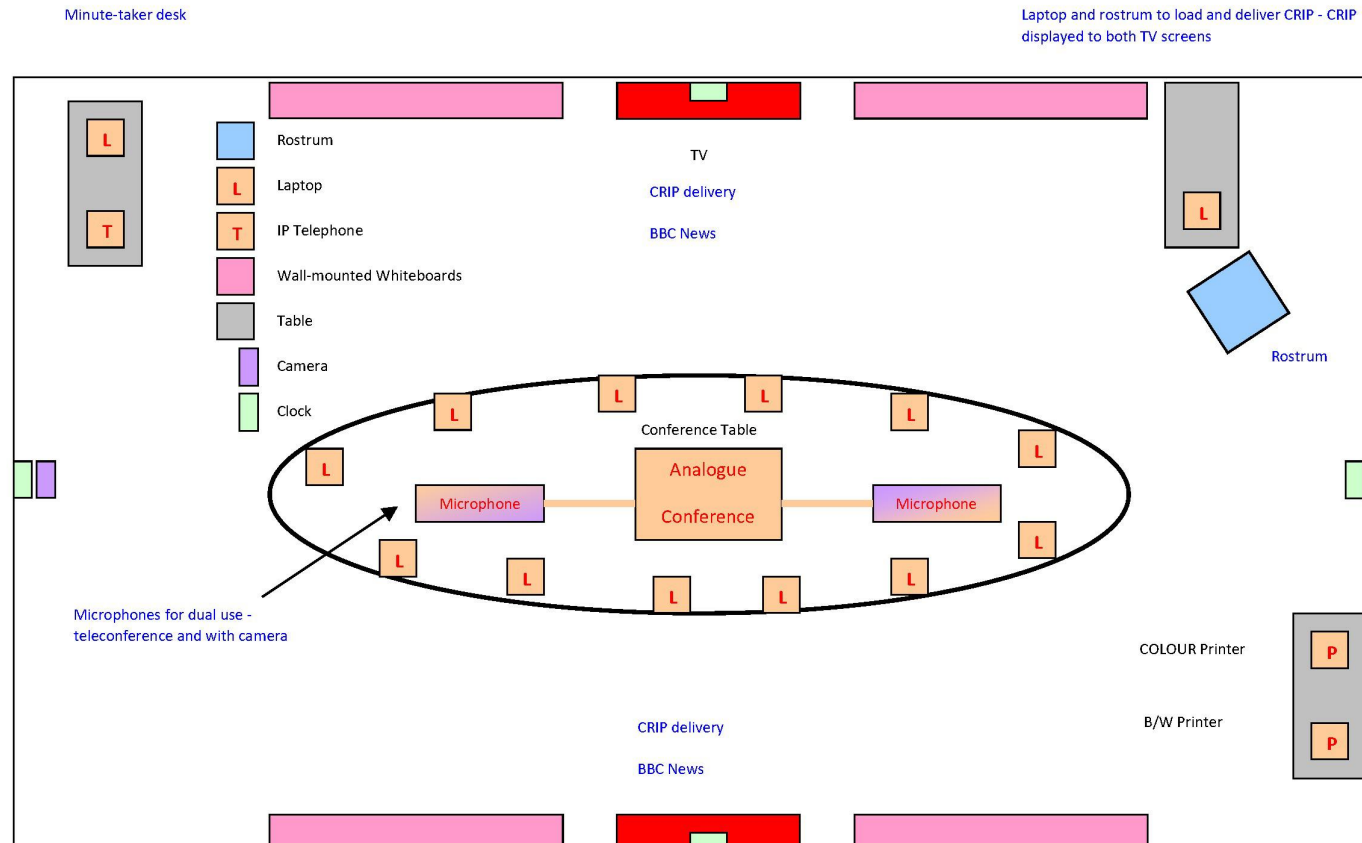 Minute-taker desk
Laptop and rostrum to load and deliver CRIP - CRIP
displayed to both TV screens
L
T
Rostrum
L
Laptop
T
IP Telephone
Wall-mounted Whiteboards
Table
Camera
Clock
TV
CRIP delivery
BBC News
L
Rostrum
L
L
L
L
L
L
Conference Table
Analogue
Conference
Microphone
Microphone
L
L
L
L
L
L
Microphones for dual use -
teleconference and with camera
COLOUR Printer
P
B/W Printer
P
CRIP delivery
BBC News